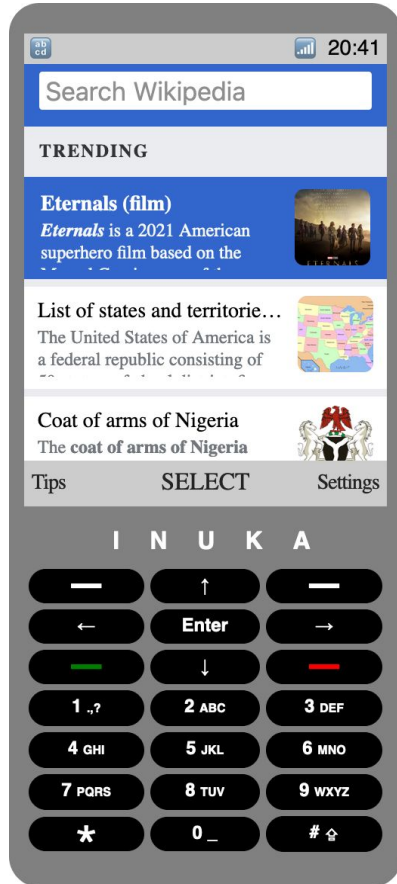 ab
cd
20:41
Search Wikipedia
TRENDING
Eternals (film)
Eternals is a 2021 American
superhero film based on the
ETERNALS
List of states and territorie…
The United States of America is
a federal republic consisting of
Coat of arms of Nigeria
The coat of arms of Nigeria
Tips SELECT Settings
I N U K A
↑
← Enter →
↓
1 .,? 2 ABC 3 DEF
4 GHI 5 JKL 6 MNO
7 PQRS 8 TUV 9 WXYZ
* 0 _ # ⇧